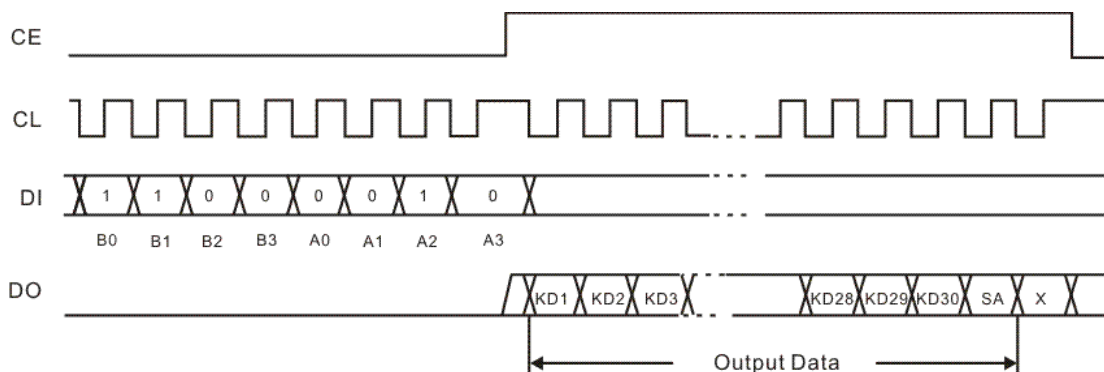 CE
CL
DI 1 1 0 0 0 0 1 0
B0 B1 B2 B3 A0 A1 A2 A3
DO KD1 KD2 KD3 KD28 KD29 KD30 SA X
Output Data